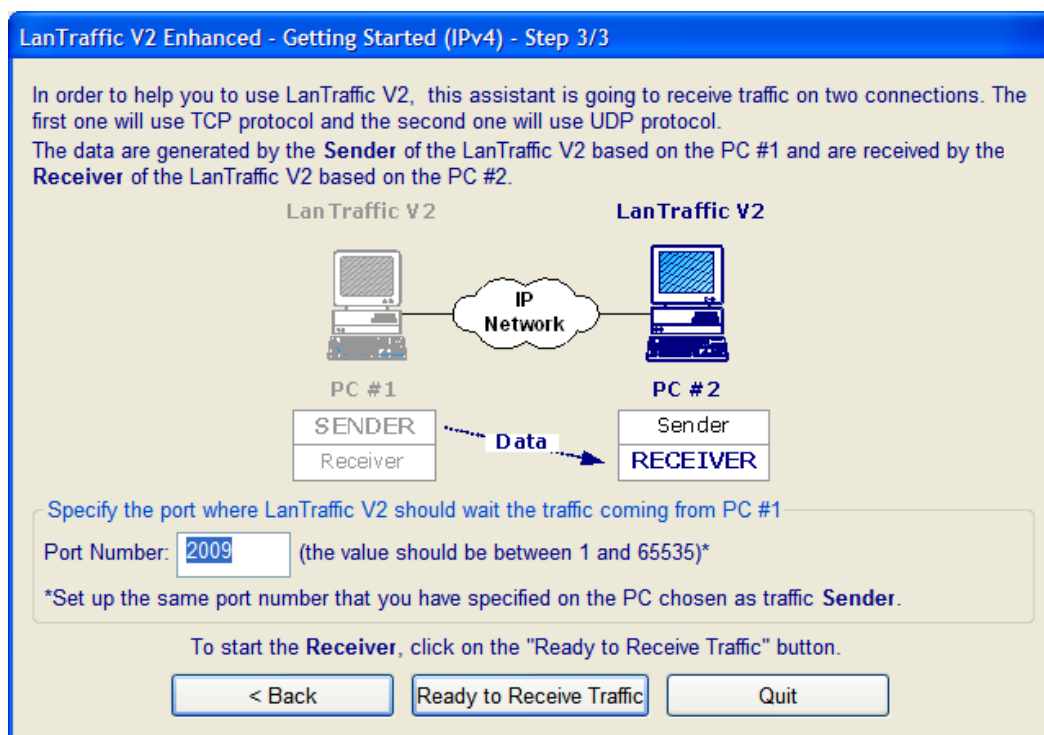 LanTraffic V2 Enhanced - Getting Started (IPv4) - Step 3/3
In order to help you to use LanTraffic V2, this assistant is going to receive traffic on two connections. The
first one will use TCP protocol and the second one will use UDP protocol.
The data are generated by the Sender of the LanTraffic V2 based on the PC #1 and are received by the
Receiver of the LanTraffic V2 based on the PC #2.
LanTraffic V2
LanTraffic V2
IP
Network
PC #1
PC #2
SENDER
Receiver
Data
Sender
RECEIVER
Specify the port where LanTraffic V2 should wait the traffic coming from PC #1
Port Number: 2009 (the value should be between 1 and 65535)*
*Set up the same port number that you have specified on the PC chosen as traffic Sender.
To start the Receiver, click on the "Ready to Receive Traffic" button.
< Back Ready to Receive Traffic Quit